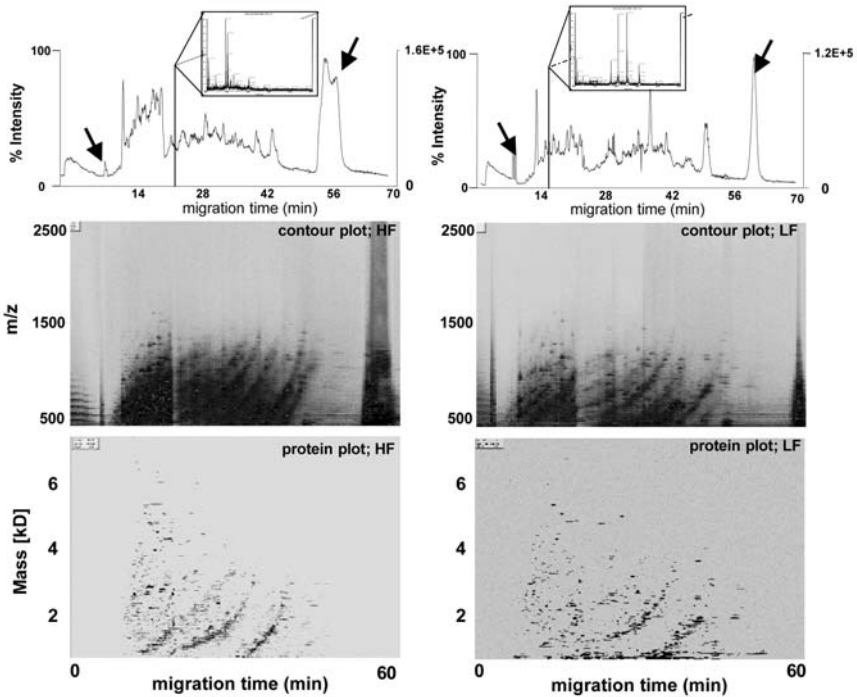 100
1.6E+5
% Intensity
0
0
14
28
42
56
70
migration time (min)
100
1.2E+5
% Intensity
0
0
14
28
42
56
70
migration time (min)
2500
contour plot; HF
m/z
1500
500
2500
contour plot; LF
1500
500
protein plot; HF
Mass [kD]
6
4
2
0
60
migration time (min)
protein plot; LF
6
4
2
0
60
migration time (min)